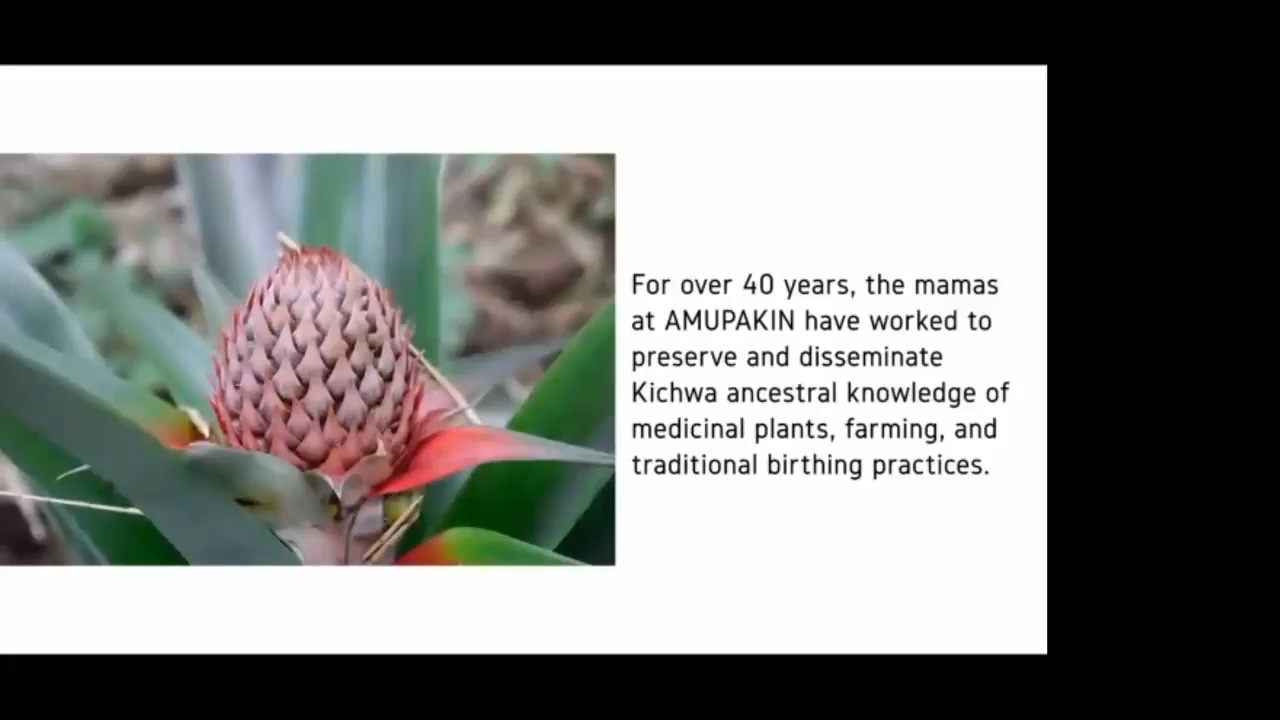 For over 40 years, the mamas
at AMUPAKIN have worked to
preserve and disseminate
Kichwa ancestral knowledge of
medicinal plants, farming, and
traditional birthing practices.